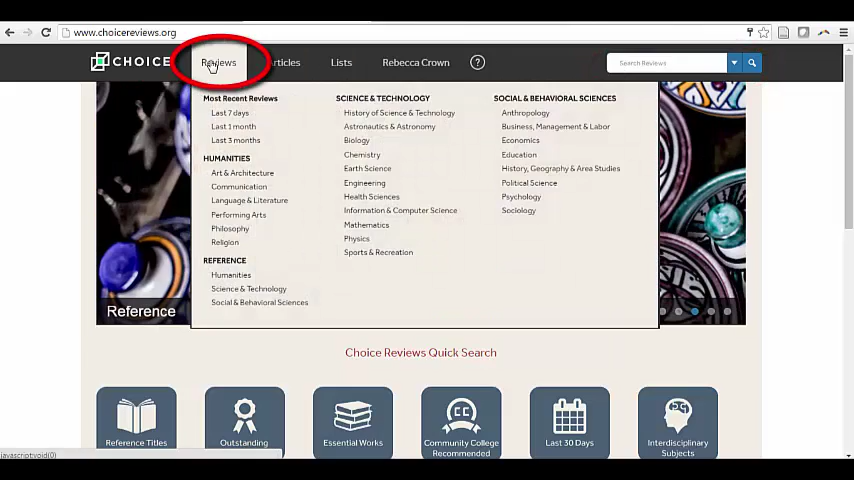 www.choicereviews.org
CHOICE
Reviews
Articles
Lists
Rebecca Crown
?
Search Reviews
Most Recent Reviews
Last 7 days
Last 1 month
Last 3 months
HUMANITIES
Art & Architecture
Communication
Language & Literature
Performing Arts
Philosophy
Religion
REFERENCE
Humanities
Science & Technology
Social & Behavioral Sciences
SCIENCE & TECHNOLOGY
History of Science & Technology
Astronautics & Astronomy
Biology
Chemistry
Earth Science
Engineering
Health Sciences
Information & Computer Science
Mathematics
Physics
Sports & Recreation
SOCIAL & BEHAVIORAL SCIENCES
Anthropology
Business, Management & Labor
Economics
Education
History, Geography & Area Studies
Political Science
Psychology
Sociology
Reference
Choice Reviews Quick Search
Reference Titles
Outstanding
Essential Works
CC
Community College
Recommended
Last 30 Days
Interdisciplinary
Subjects
javascript:void(0)